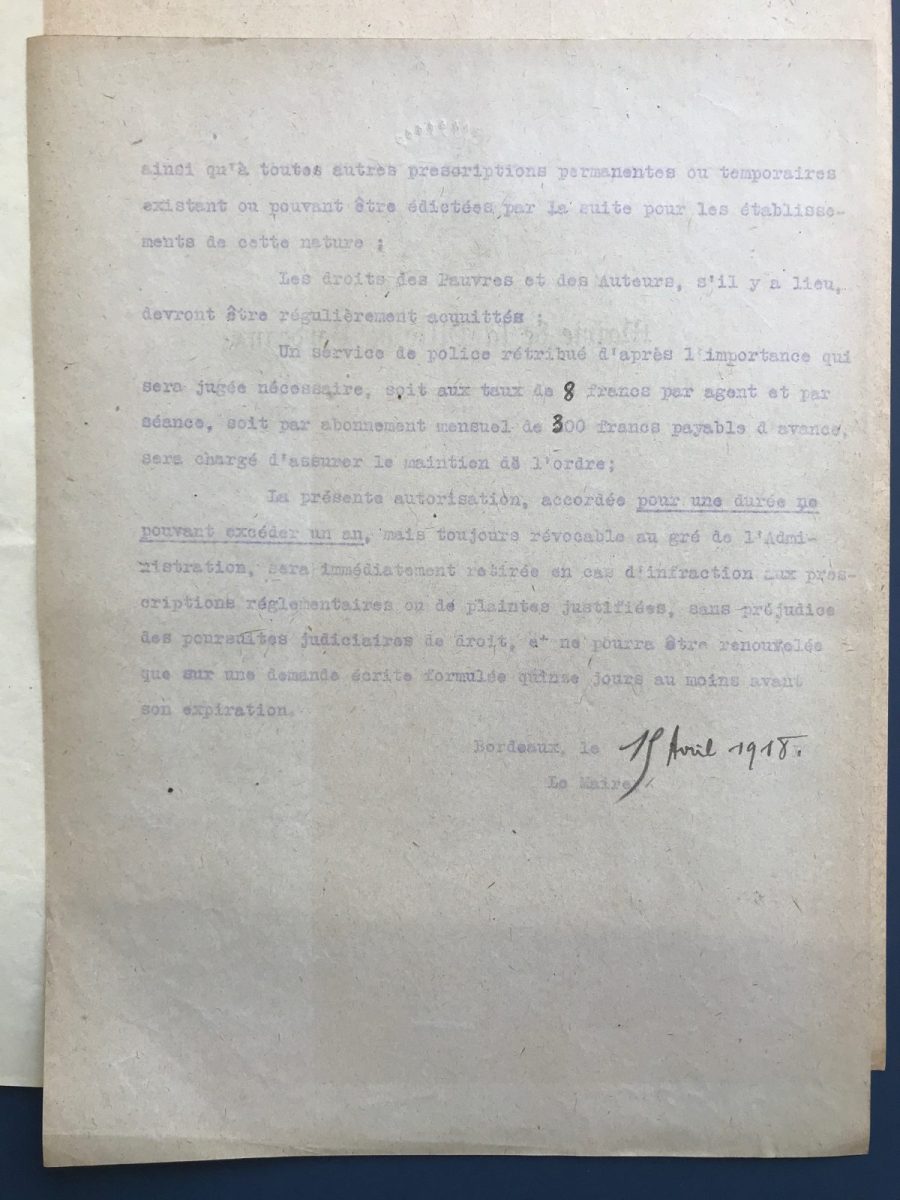 ainsi qu'à toutes autres prescriptions permanentes ou temporaires
existant ou pouvant être édictées par la suite pour les établisse-
ments de cette nature ;
Les droits des Pauvres et des Auteurs, s'il y a lieu,
devront être régulièrement acquittés ;
Un service de police rétribué d'après l'importance qui
sera jugée nécessaire, soit aux taux de 8 francs par agent et par
séance, soit par abonnement mensuel de 300 francs payable d'avance,
sera chargé d'assurer le maintien de l'ordre;
La présente autorisation, accordée pour une durée ne
pouvant excéder un an, mais toujours révocable au gré de l'Admi-
nistration, sera immédiatement retirée en cas d'infraction aux pres-
criptions réglementaires ou de plaintes justifiées, sans préjudice
des poursuites judiciaires de droit, et ne pourra être renouvelée
que sur une demande écrite formulée quinze jours au moins avant
son expiration.
Bordeaux, le 15 Avril 1918.
Le Maire,